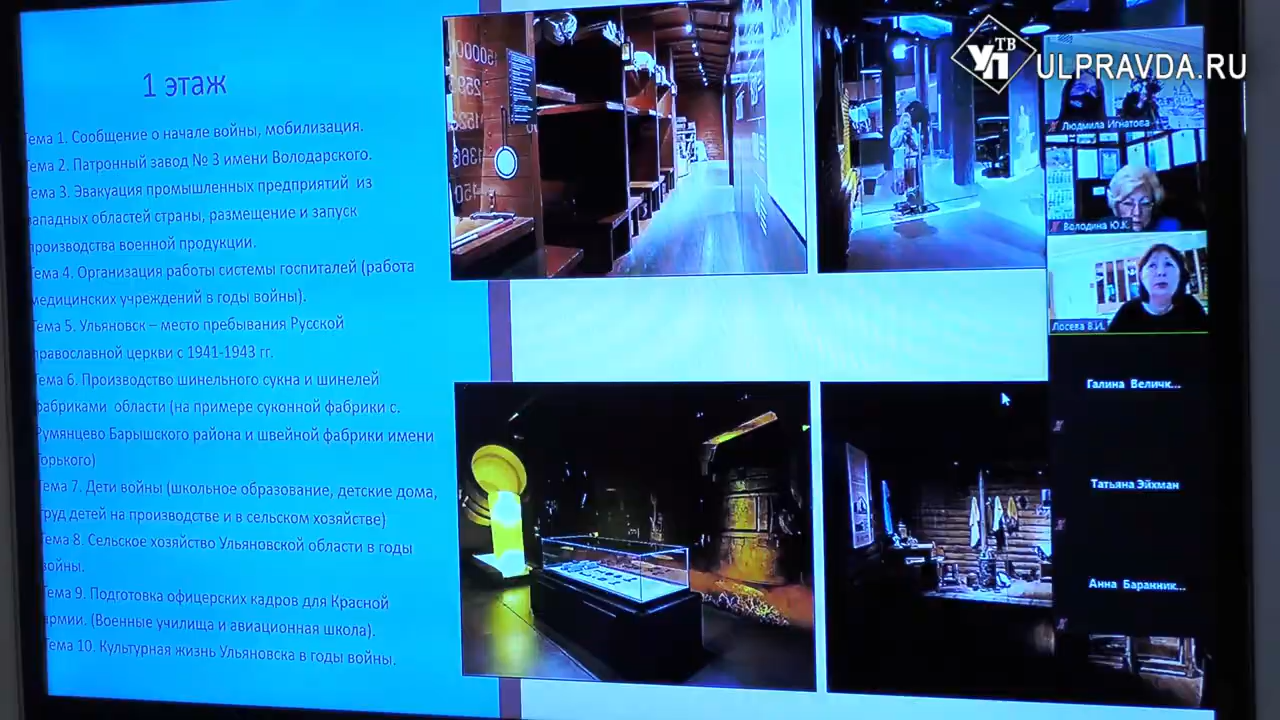 1 этаж
Тема 1. Сообщение о начале войны, мобилизация.
Тема 2. Патронный завод № 3 имени Володарского.
Тема 3. Эвакуация промышленных предприятий из
западных областей страны, размещение и запуск
производства военной продукции.
Тема 4. Организация работы системы госпиталей (работа
медицинских учреждений в годы войны).
Тема 5. Ульяновск – место пребывания Русской
православной церкви с 1941-1943 гг.
Тема 6. Производство шинельного сукна и шинелей
фабриками области (на примере суконной фабрики с.
Румянцево Барышского района и швейной фабрики имени
Горького)
Тема 7. Дети войны (школьное образование, детские дома,
труд детей на производстве и в сельском хозяйстве)
Тема 8. Сельское хозяйство Ульяновской области в годы
войны.
Тема 9. Подготовка офицерских кадров для Красной
армии. (Военные училища и авиационная школа).
Тема 10. Культурная жизнь Ульяновска в годы войны.
УП ТВ
ULPRAVDA.RU
Людмила Игнатова
Володина Ю.К.
Лосева В.И.
Галина Величк...
Татьяна Эйхман
Анна Баранник...